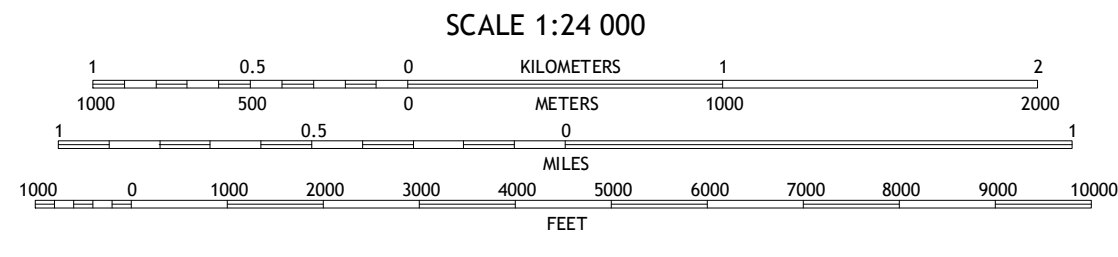 SCALE 1:24 000
1 0.5 0 KILOMETERS 1 2
1000 500 0 METERS 1000 2000
1 0.5 0 1
MILES
1000 0 1000 2000 3000 4000 5000 6000 7000 8000 9000 10000
FEET